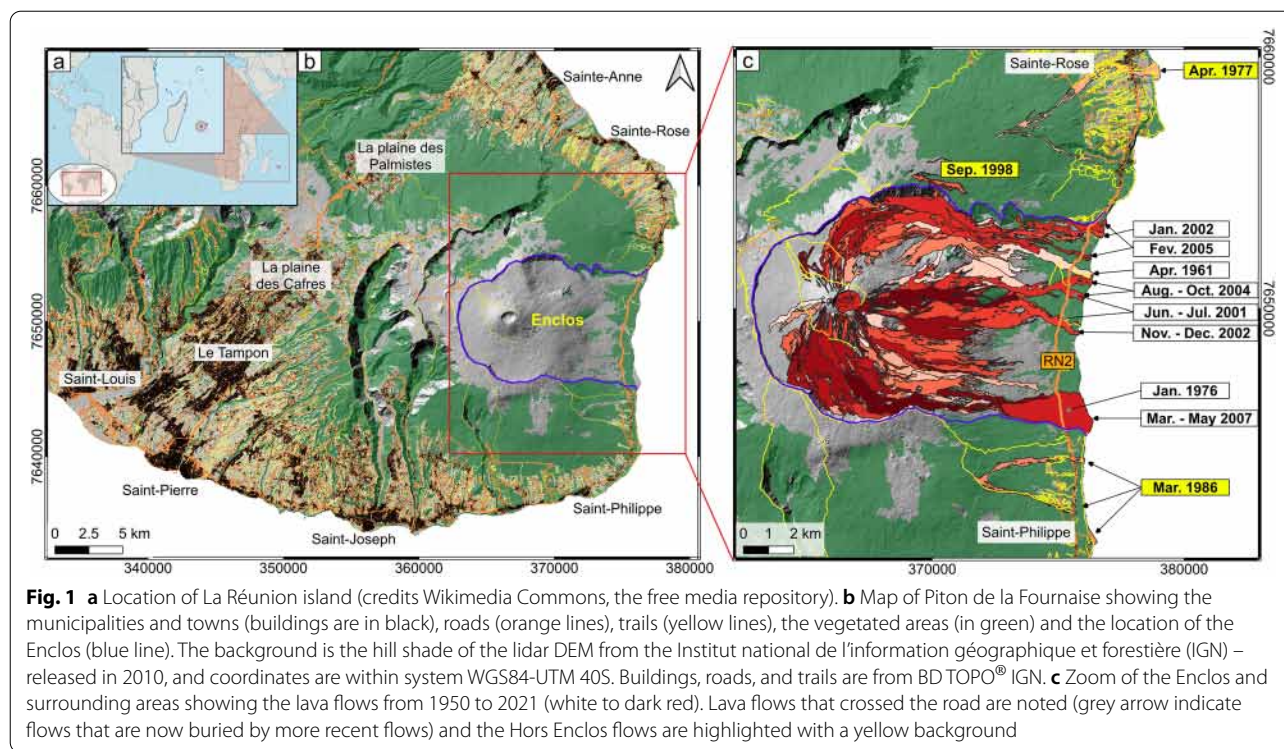 a
b
Sainte-Anne
Sainte-Rose
La plaine des
Palmistes
La plaine
des Cafres
Enclos
Le Tampon
Saint-Louis
Saint-Pierre
Saint-Joseph
Saint-Philippe
0 2.5 5 km
7660000
7650000
7640000
340000 350000 360000 370000 380000
c
Sainte-Rose
Apr. 1977
Sep. 1998
Jan. 2002
Fev. 2005
Apr. 1961
Aug. - Oct. 2004
Jun. - Jul. 2001
Nov. - Dec. 2002
RN2
Jan. 1976
Mar. - May 2007
Mar. 1986
Saint-Philippe
0 1 2 km
7660000
7650000
370000 380000
Fig. 1 a Location of La Réunion island (credits Wikimedia Commons, the free media repository). b Map of Piton de la Fournaise showing the
municipalities and towns (buildings are in black), roads (orange lines), trails (yellow lines), the vegetated areas (in green) and the location of the
Enclos (blue line). The background is the hill shade of the lidar DEM from the Institut national de l'information géographique et forestière (IGN) –
released in 2010, and coordinates are within system WGS84-UTM 40S. Buildings, roads, and trails are from BD TOPO® IGN. c Zoom of the Enclos and
surrounding areas showing the lava flows from 1950 to 2021 (white to dark red). Lava flows that crossed the road are noted (grey arrow indicate
flows that are now buried by more recent flows) and the Hors Enclos flows are highlighted with a yellow background